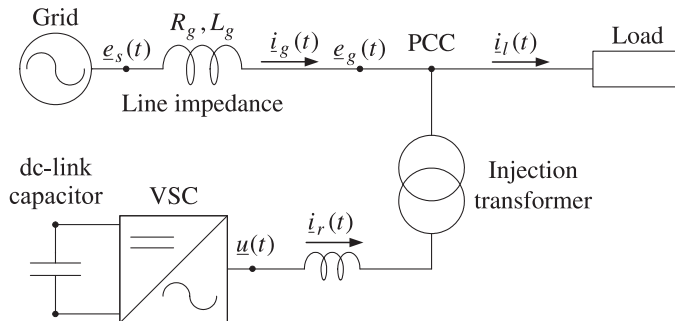 Grid
e_s(t)
R_g, L_g
i_g(t)
e_g(t)
PCC
i_l(t)
Load
Line impedance
dc-link
capacitor
VSC
u(t)
i_r(t)
Injection
transformer